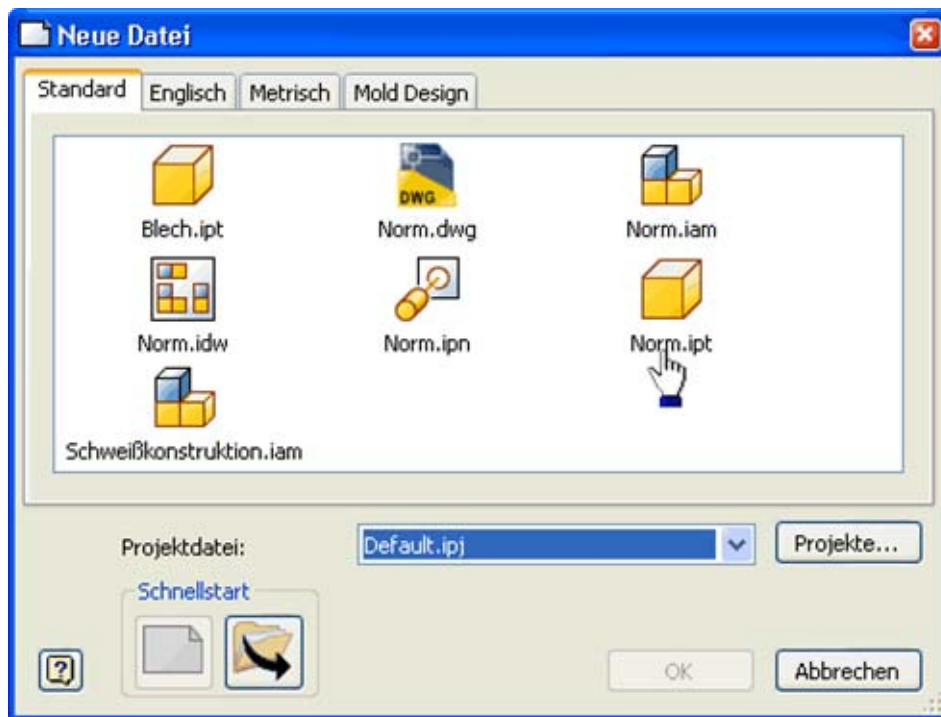 Neue Datei
Standard Englisch Metrisch Mold Design
DWG
Blech.ipt Norm.dwg Norm.iam
Norm.idw Norm.ipn Norm.ipt
Schweißkonstruktion.iam
Projektdatei: Default.ipj Projekte...
Schnellstart
? OK Abbrechen